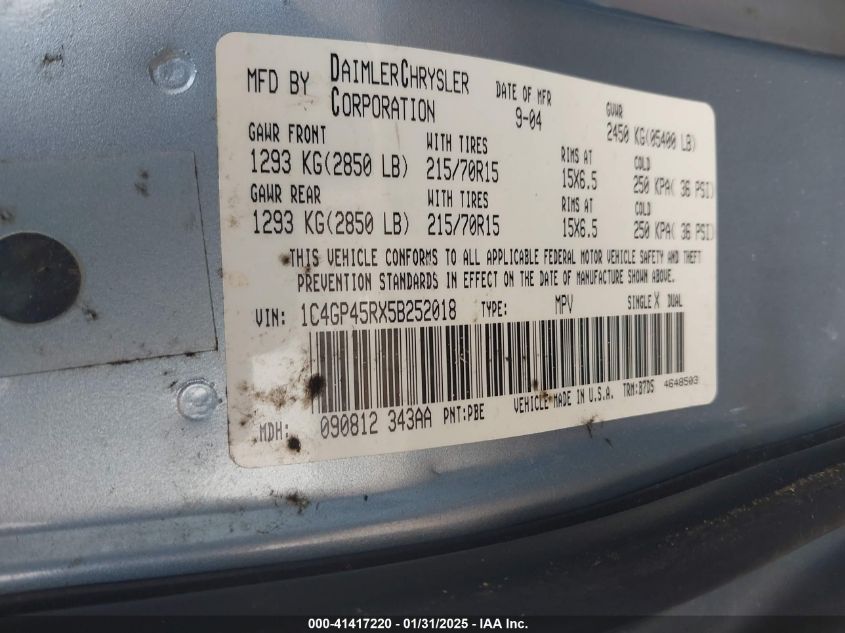 MFD BY DAIMLERCHRYSLER CORPORATION
DATE OF MFR 9-04
GVWR 2450 KG(05400 LB)
GAWR FRONT WITH TIRES RIMS AT COLD
1293 KG(2850 LB) 215/70R15 15X6.5 250 KPA( 36 PSI)
GAWR REAR WITH TIRES RIMS AT COLD
1293 KG(2850 LB) 215/70R15 15X6.5 250 KPA( 36 PSI)
THIS VEHICLE CONFORMS TO ALL APPLICABLE FEDERAL MOTOR VEHICLE SAFETY AND THEFT
PREVENTION STANDARDS IN EFFECT ON THE DATE OF MANUFACTURE SHOWN ABOVE.
VIN: 1C4GP45RX5B252018 TYPE: MPV SINGLE X DUAL
MDH: 090812 343AA PNT:PBE VEHICLE MADE IN U.S.A. TRM:B7D5 4648503
000-41417220 - 01/31/2025 - IAA Inc.